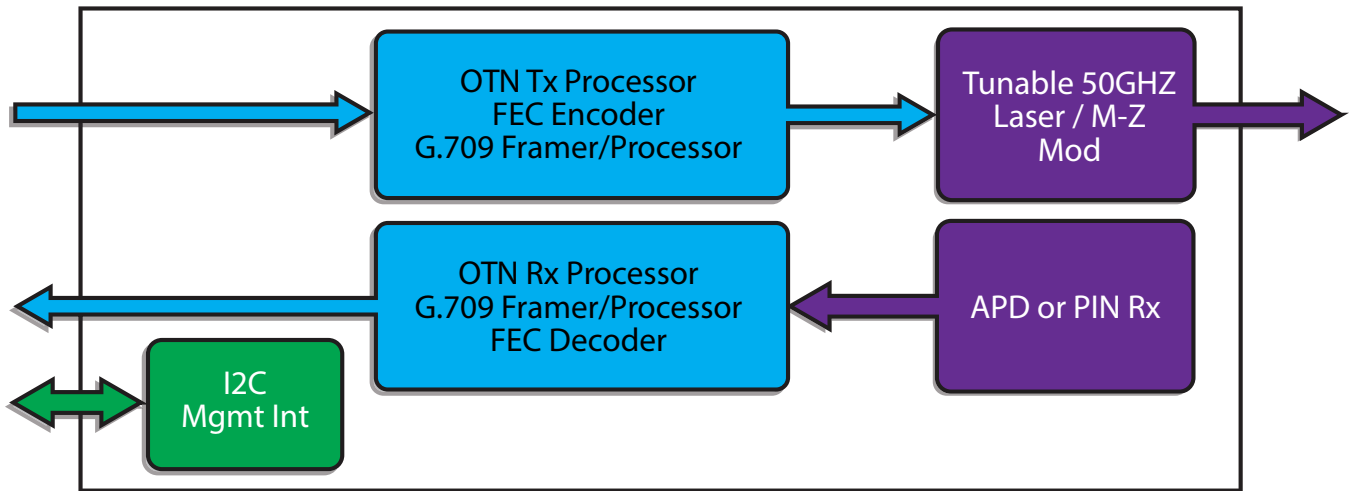 OTN Tx Processor
FEC Encoder
G.709 Framer/Processor
Tunable 50GHZ
Laser / M-Z
Mod
OTN Rx Processor
G.709 Framer/Processor
FEC Decoder
APD or PIN Rx
I2C
Mgmt Int